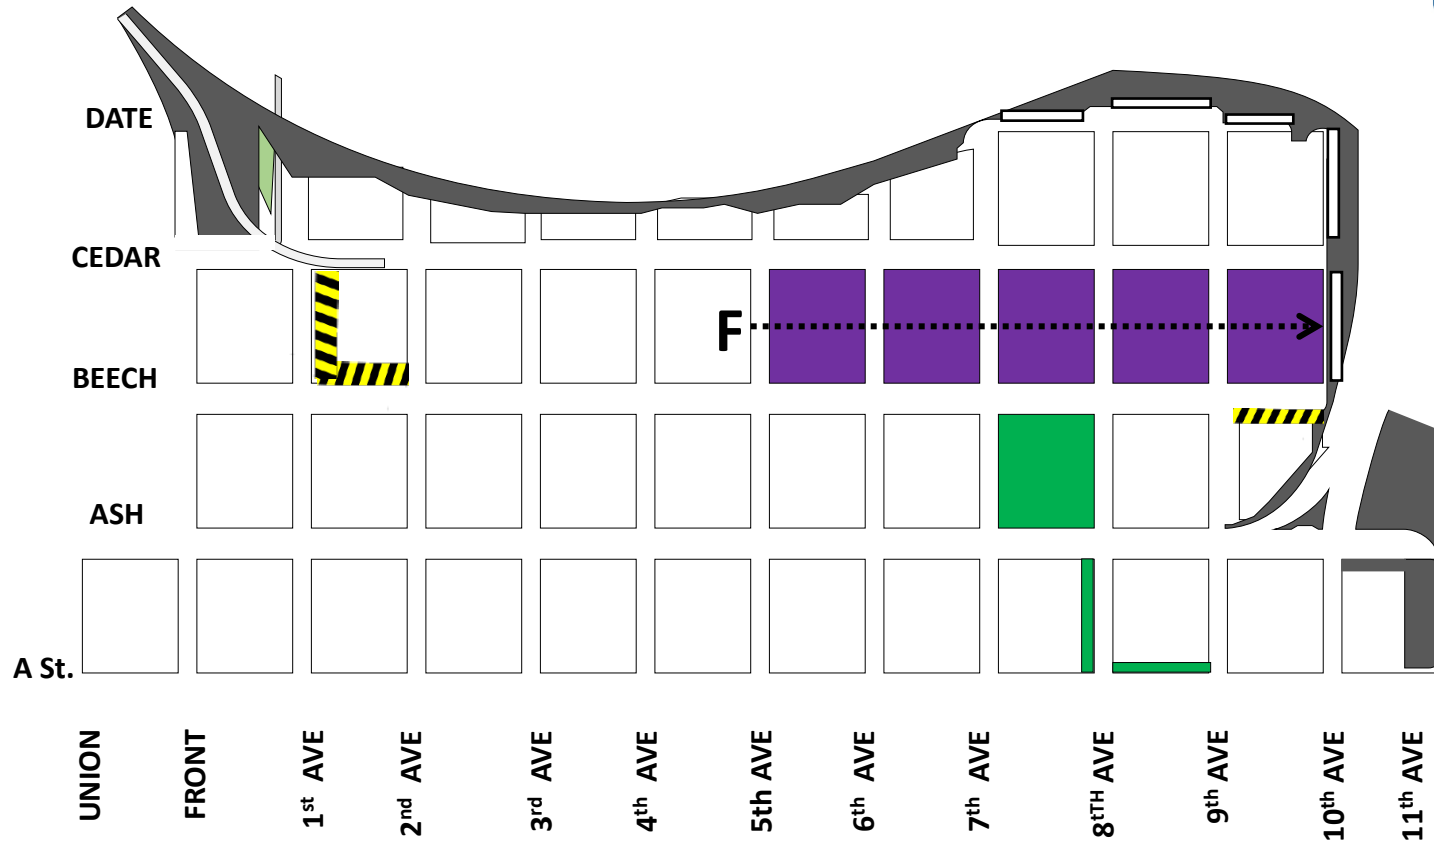 DATE
CEDAR
F
BEECH
ASH
A St.
UNION
FRONT
1st AVE
2nd AVE
3rd AVE
4th AVE
5th AVE
6th AVE
7th AVE
8tTH AVE
9th AVE
10th AVE
11th AVE